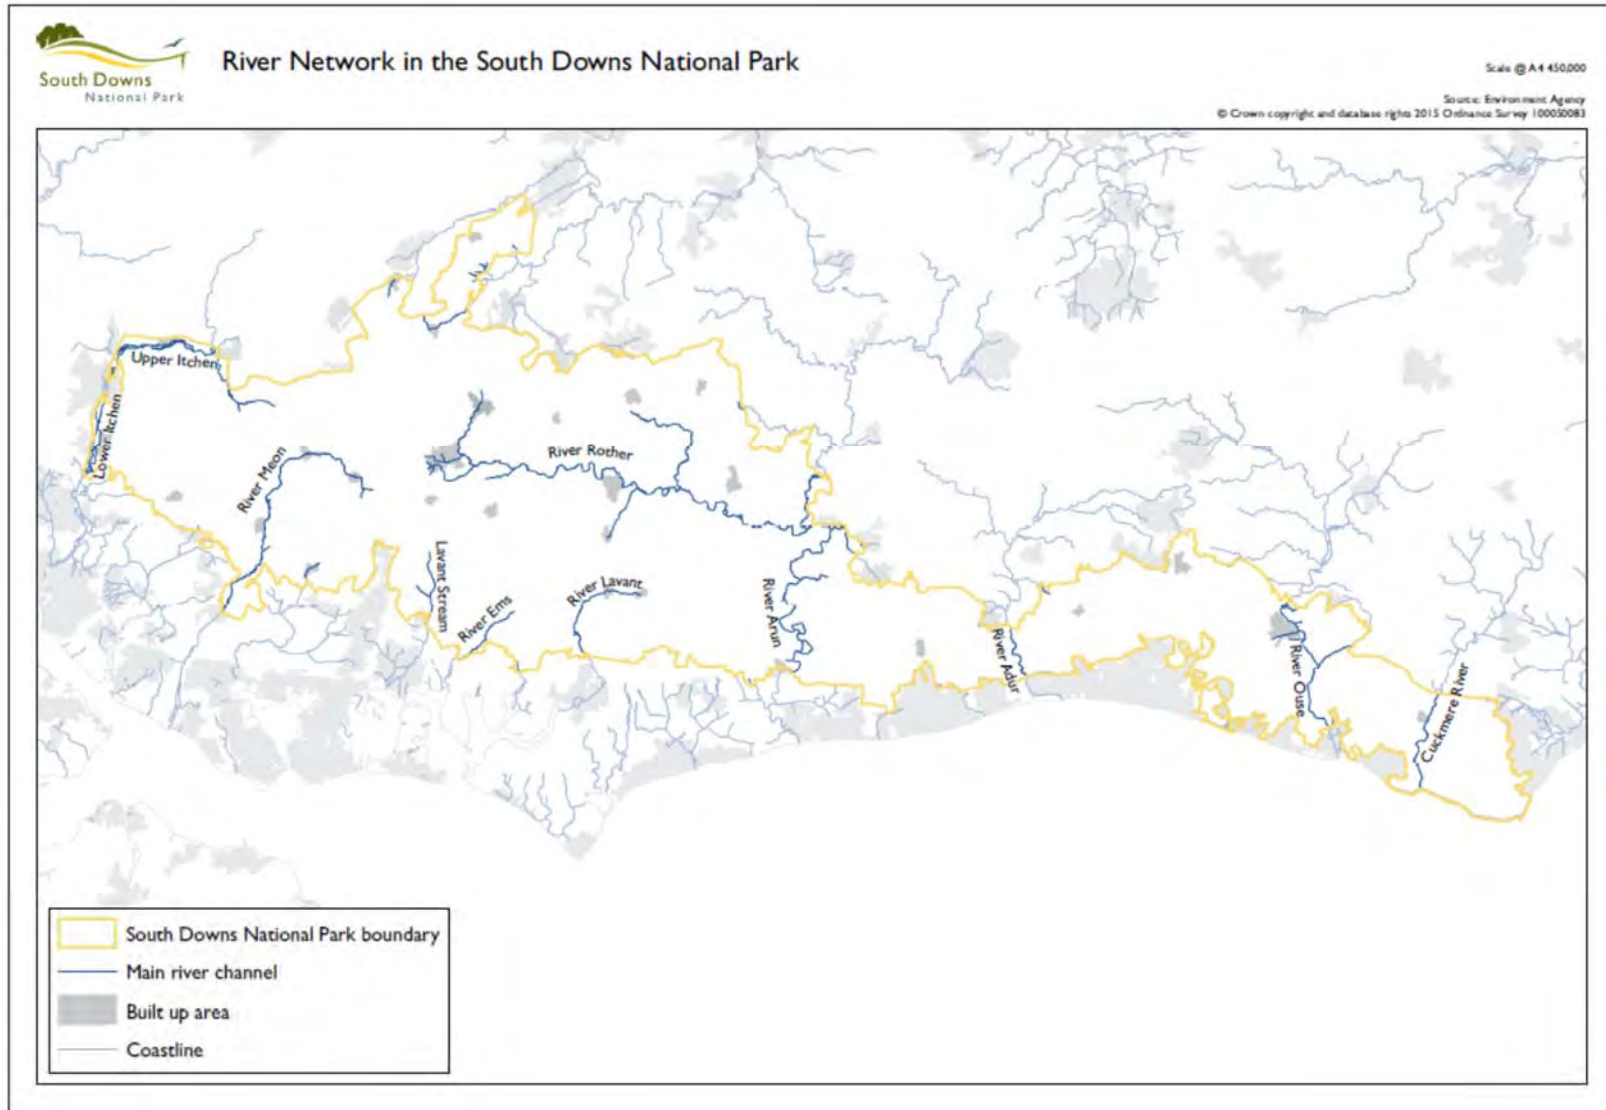 South Downs
National Park
River Network in the South Downs National Park
Scale @ A4 450,000
Source: Environment Agency
© Crown copyright and database rights 2015 Ordnance Survey 100050083
Upper Itchen
Lower Itchen
River Meon
River Rother
Lavant Stream
River Ems
River Lavant
River Arun
River Adur
River Ouse
Cuckmere River
South Downs National Park boundary
Main river channel
Built up area
Coastline